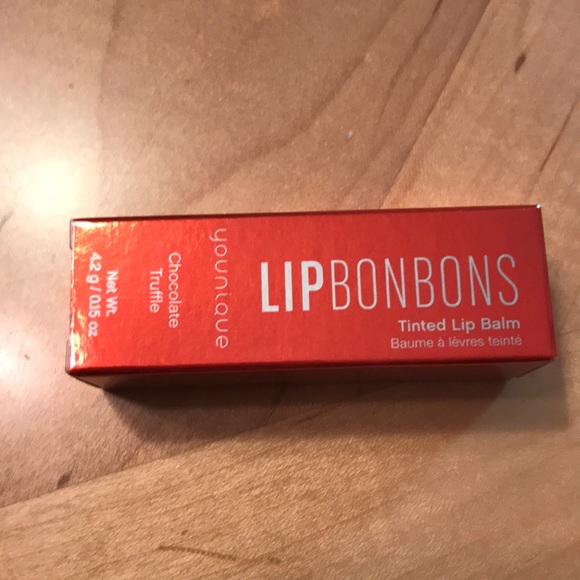 LIPBONBONS
Tinted Lip Balm
Baume à lèvres teinté
younique
Chocolate
Truffle
Net Wt.
4.2 g / 0.15 oz